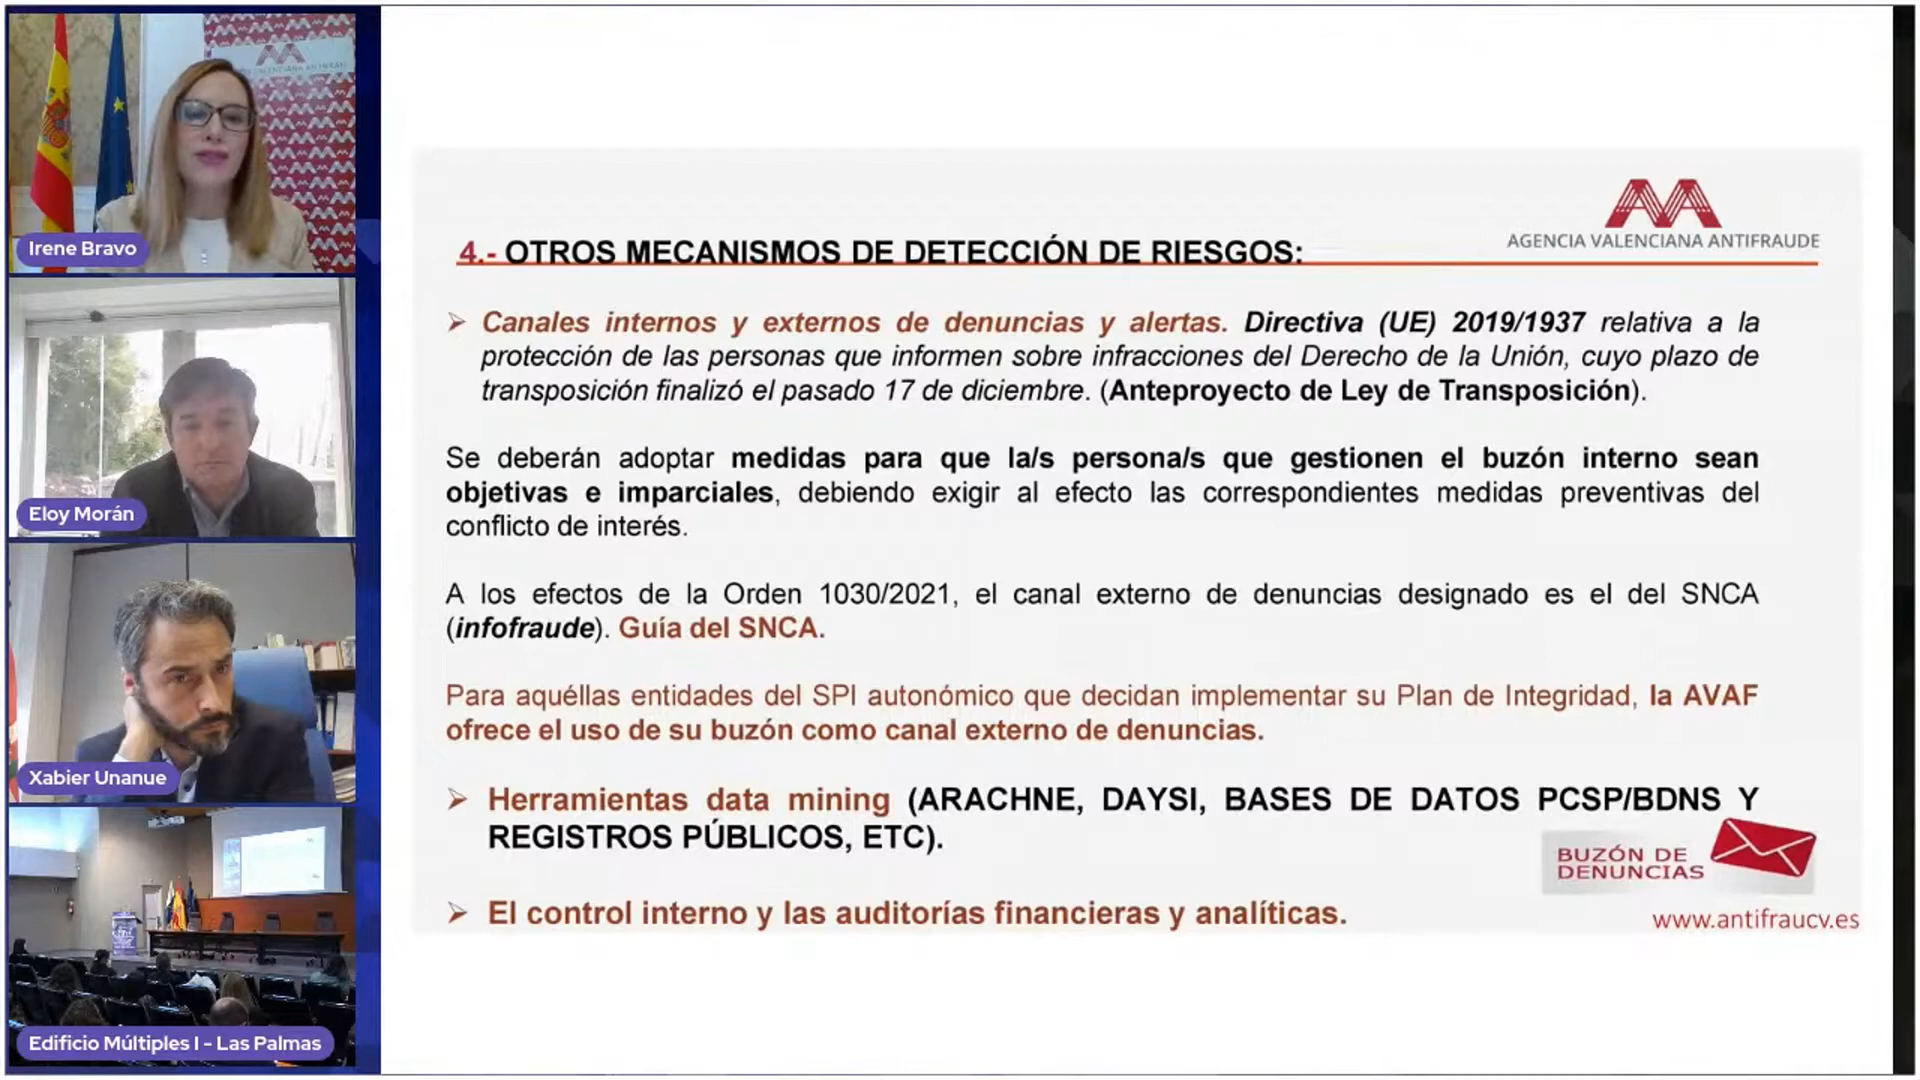 VALENCIANA ANTIFRAU
Irene Bravo
Eloy Morán
Xabier Unanue
Edificio Múltiples I - Las Palmas
AGENCIA VALENCIANA ANTIFRAUDE
4.- OTROS MECANISMOS DE DETECCIÓN DE RIESGOS:
➢ Canales internos y externos de denuncias y alertas. Directiva (UE) 2019/1937 relativa a la
protección de las personas que informen sobre infracciones del Derecho de la Unión, cuyo plazo de
transposición finalizó el pasado 17 de diciembre. (Anteproyecto de Ley de Transposición).
Se deberán adoptar medidas para que la/s persona/s que gestionen el buzón interno sean
objetivas e imparciales, debiendo exigir al efecto las correspondientes medidas preventivas del
conflicto de interés.
A los efectos de la Orden 1030/2021, el canal externo de denuncias designado es el del SNCA
(infofraude). Guía del SNCA.
Para aquéllas entidades del SPI autonómico que decidan implementar su Plan de Integridad, la AVAF
ofrece el uso de su buzón como canal externo de denuncias.
➢ Herramientas data mining (ARACHNE, DAYSI, BASES DE DATOS PCSP/BDNS Y
REGISTROS PÚBLICOS, ETC).
BUZÓN DE
DENUNCIAS
➢ El control interno y las auditorías financieras y analíticas.
www.antifraucv.es